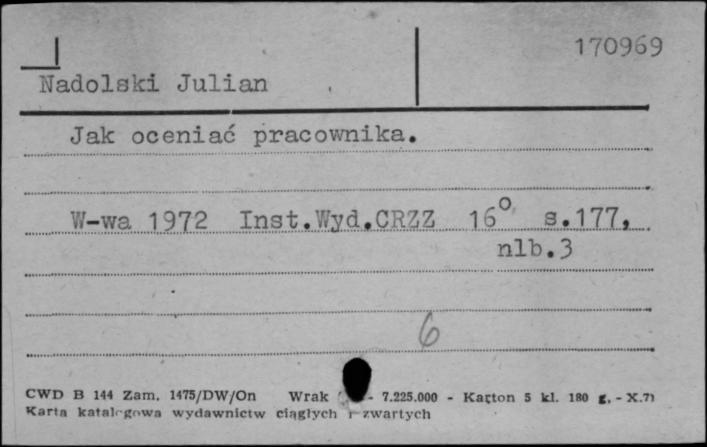 170969
Nadolski Julian
Jak oceniać pracownika.
W-wa 1972 Inst.Wyd.CRZZ 16° s.177,
nlb.3
6
CWD B 144 Zam. 1475/DW/On Wrak - 7.225.000 - Karton 5 kl. 180 g. - X.71
Karta katalogowa wydawnictw ciągłych i zwartych